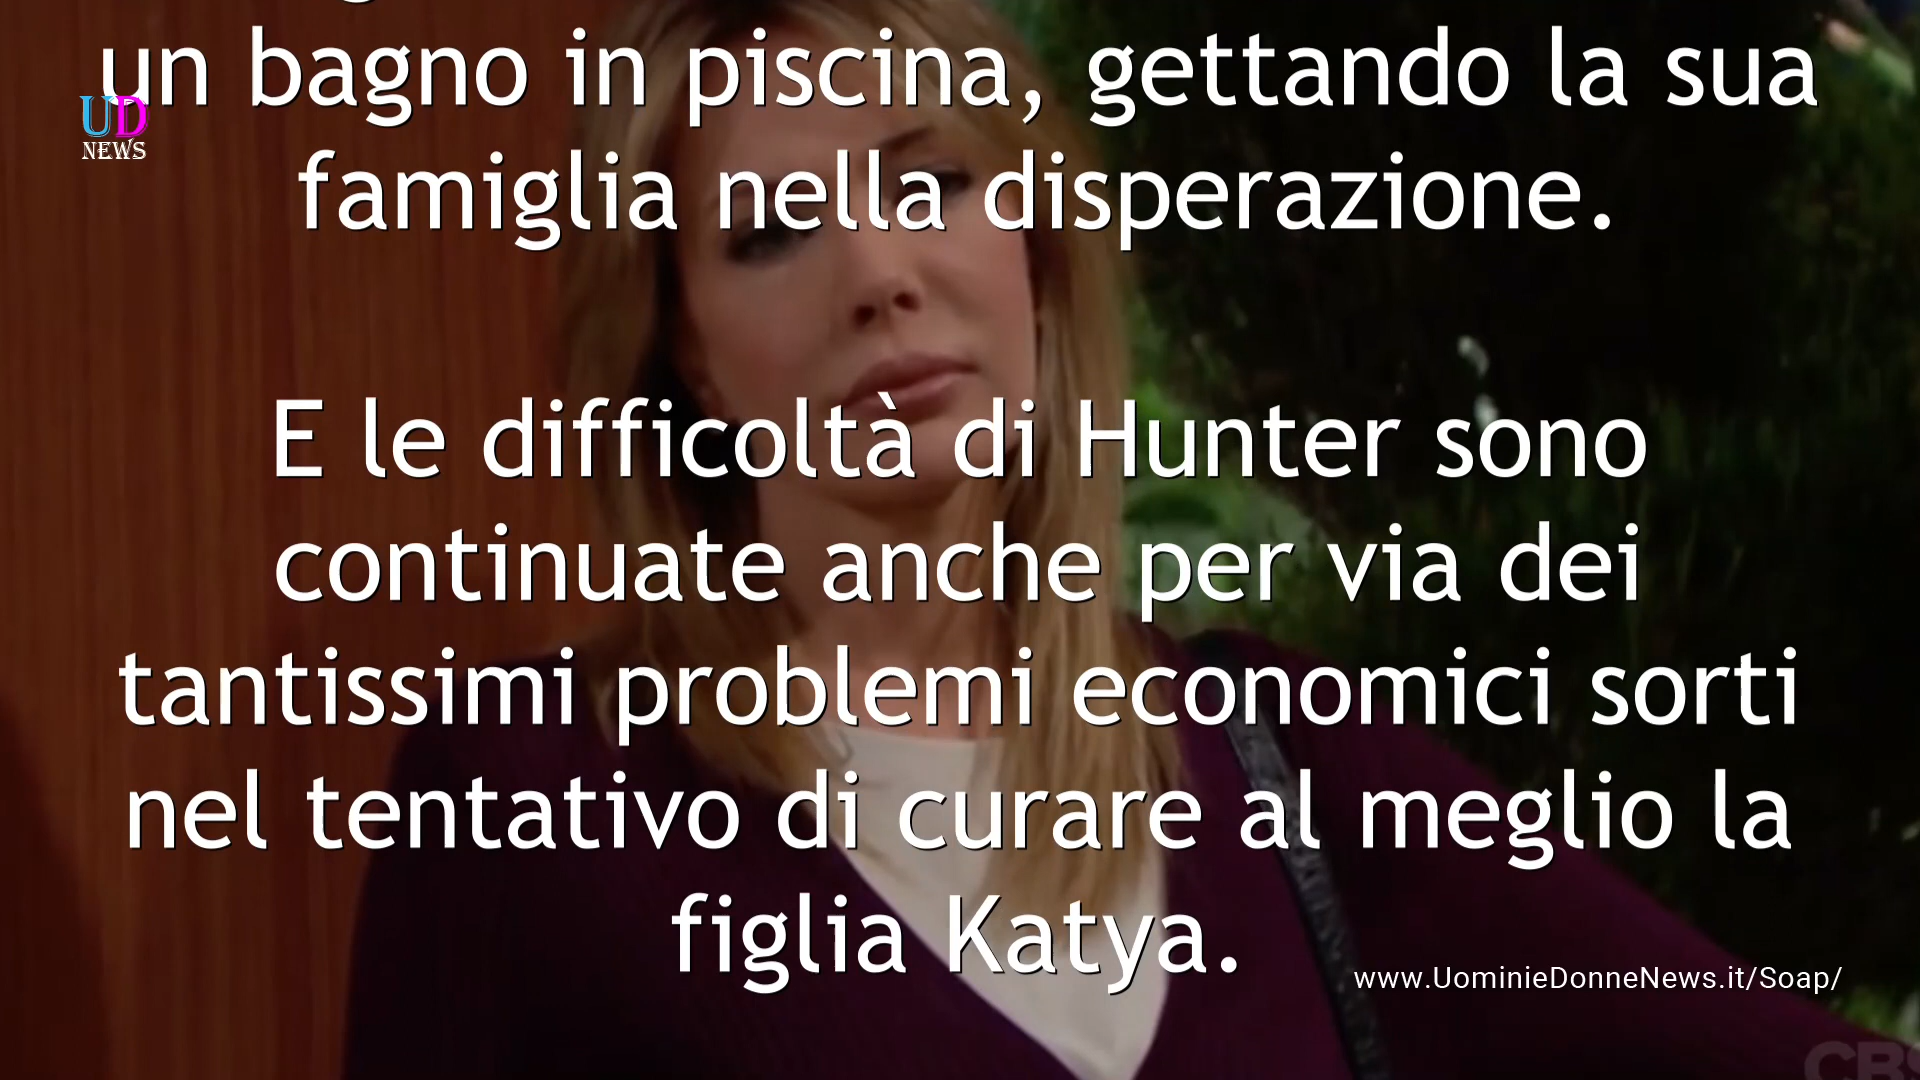 un bagno in piscina, gettando la sua
UD
NEWS
famiglia nella disperazione.
E le difficoltà di Hunter sono
continuate anche per via dei
tantissimi problemi economici sorti
nel tentativo di curare al meglio la
figlia Katya.
www.UominieDonneNews.it/Soap/
CBS